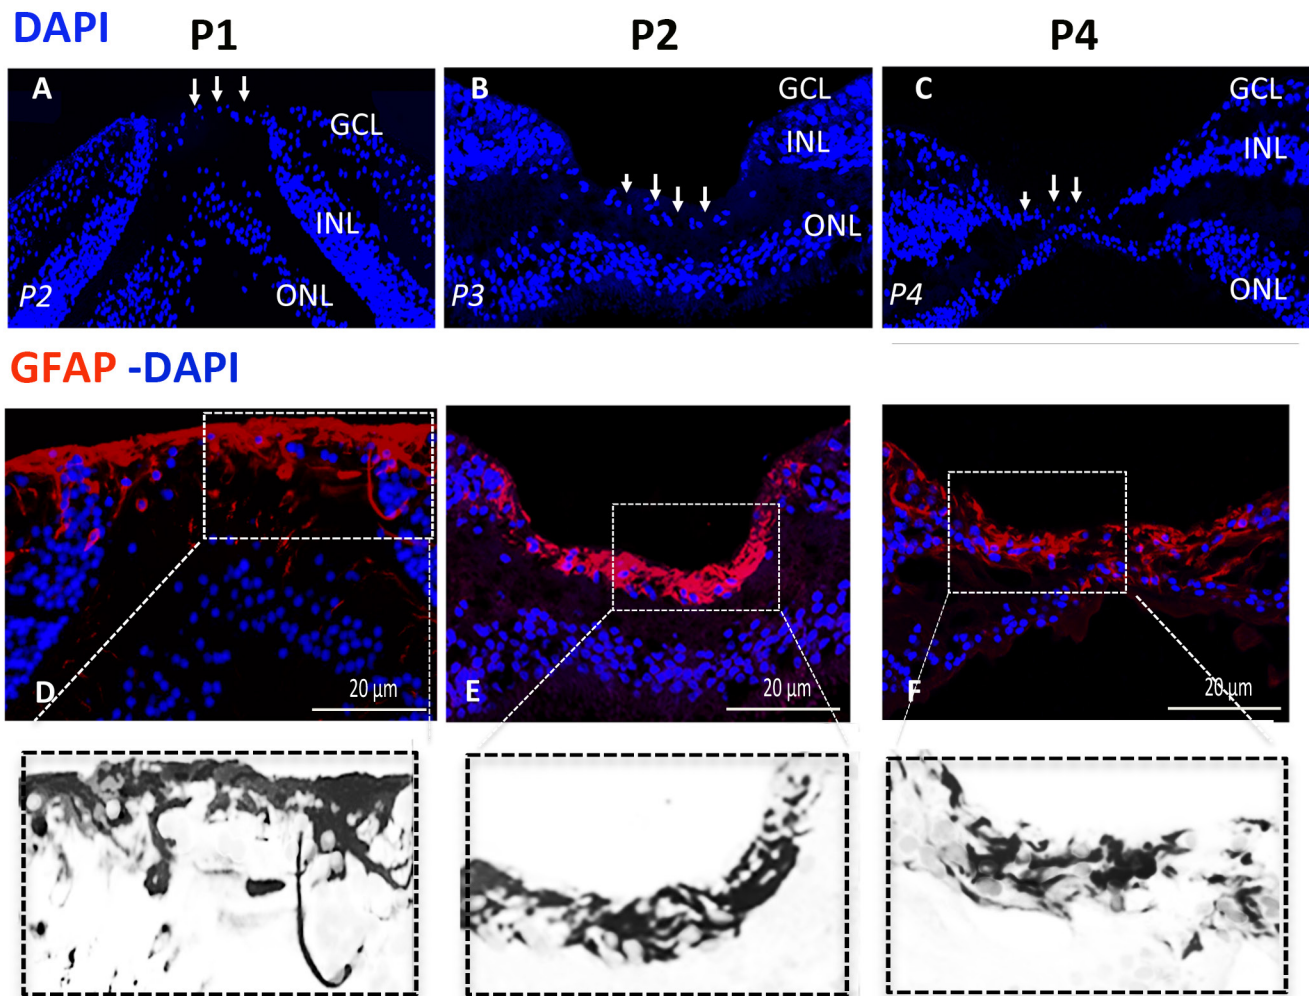 DAPI P1 P2 P4
A B C
GCL GCL GCL
INL INL INL
ONL ONL ONL
P2 P3 P4
GFAP -DAPI
D E F
20 µm 20 µm 20 µm